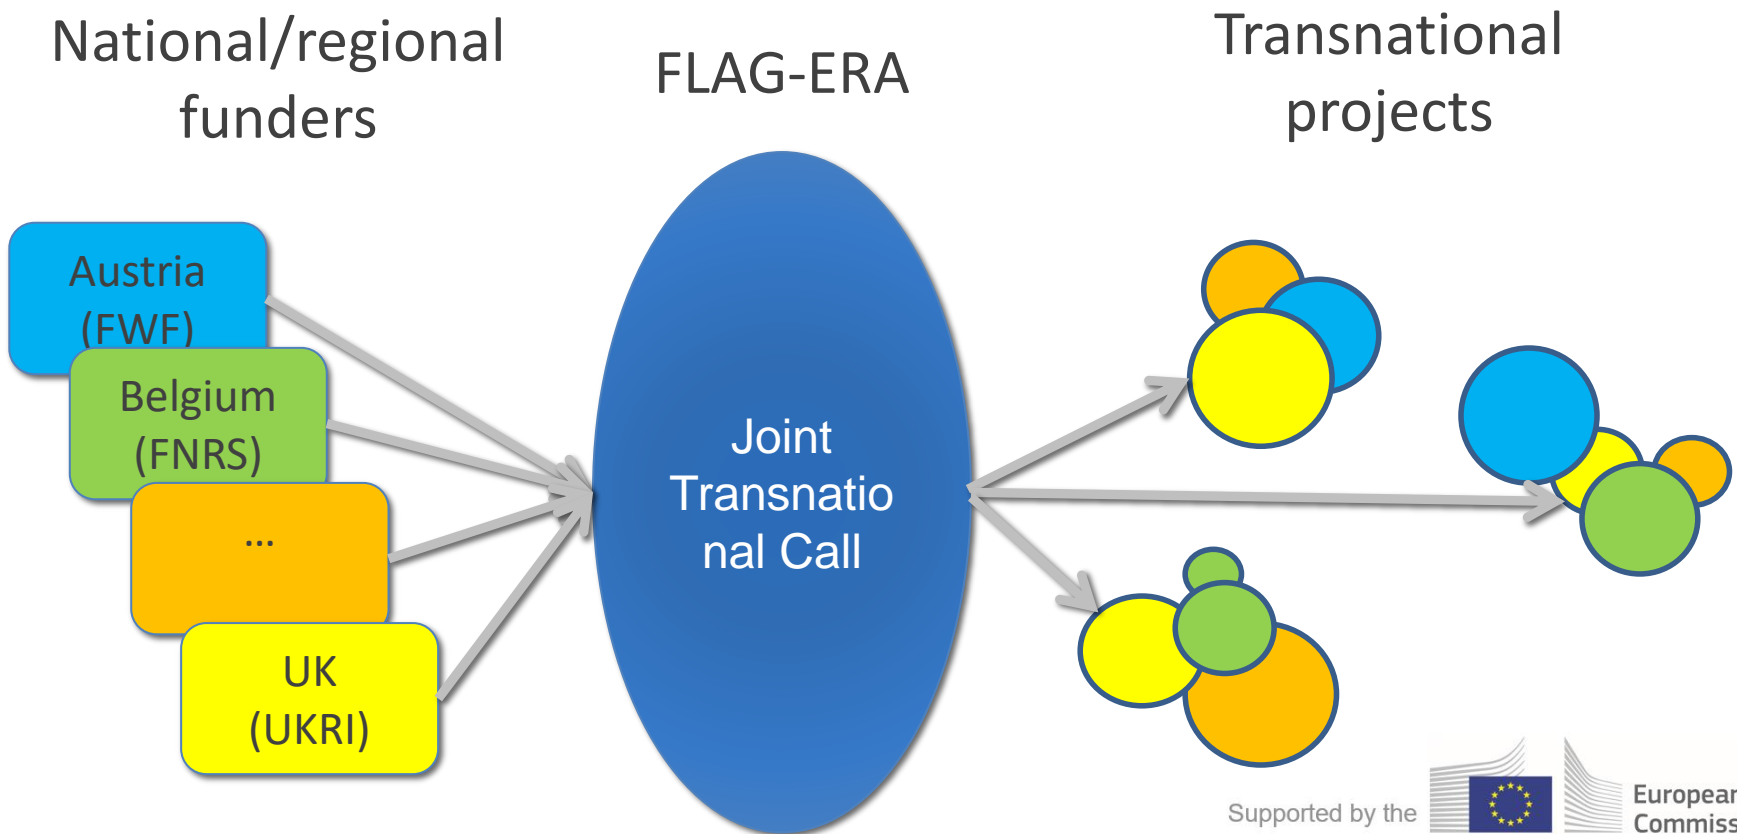 National/regional
funders
FLAG-ERA
Transnational
projects
Austria
(FWF)
Belgium
(FNRS)
...
UK
(UKRI)
Joint
Transnatio
nal Call
Supported by the
European
Commiss